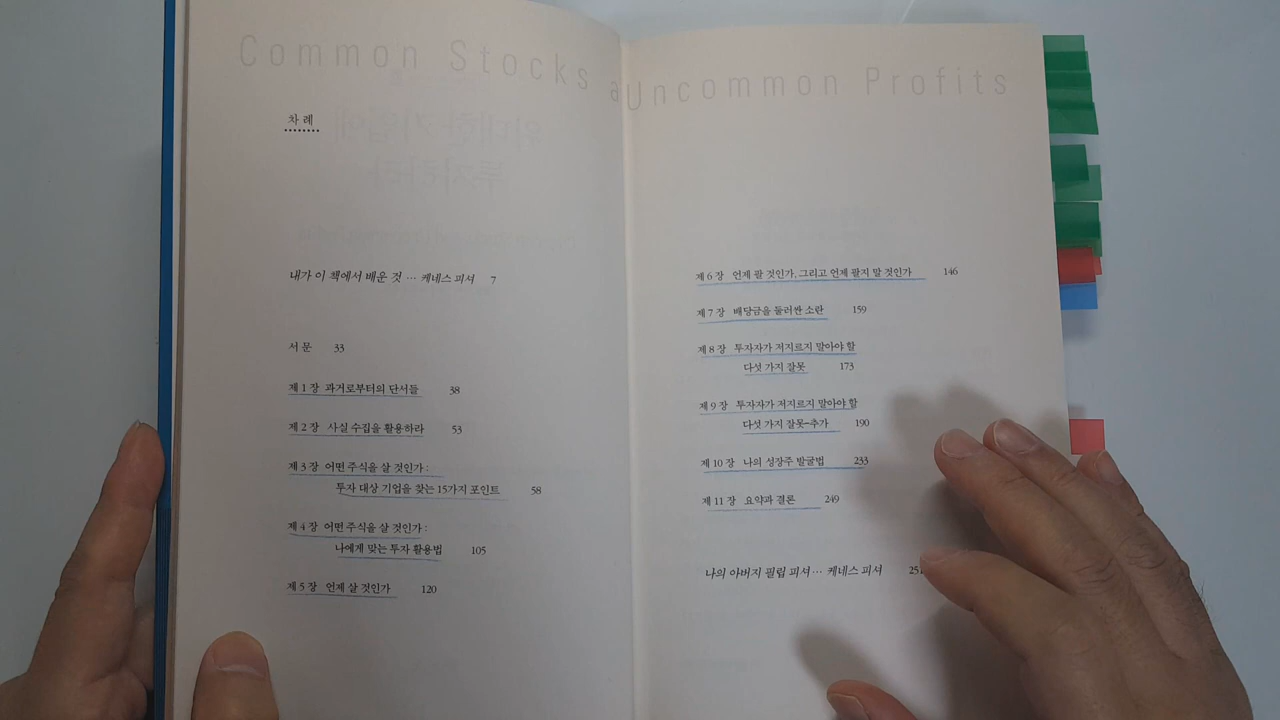 Common Stocks a
Uncommon Profits
차례
내가 이 책에서 배운 것 … 케네스 피셔 7
서문 33
제1장 과거로부터의 단서들 38
제2장 사실 수집을 활용하라 53
제3장 어떤 주식을 살 것인가 :
투자 대상 기업을 찾는 15가지 포인트 58
제4장 어떤 주식을 살 것인가 :
나에게 맞는 투자 활용법 105
제5장 언제 살 것인가 120
제6장 언제 팔 것인가, 그리고 언제 팔지 말 것인가 146
제7장 배당금을 둘러싼 소란 159
제8장 투자자가 저지르지 말아야 할
다섯 가지 잘못 173
제9장 투자자가 저지르지 말아야 할
다섯 가지 잘못-추가 190
제10장 나의 성장주 발굴법 233
제11장 요약과 결론 249
나의 아버지 필립 피셔 … 케네스 피셔 251